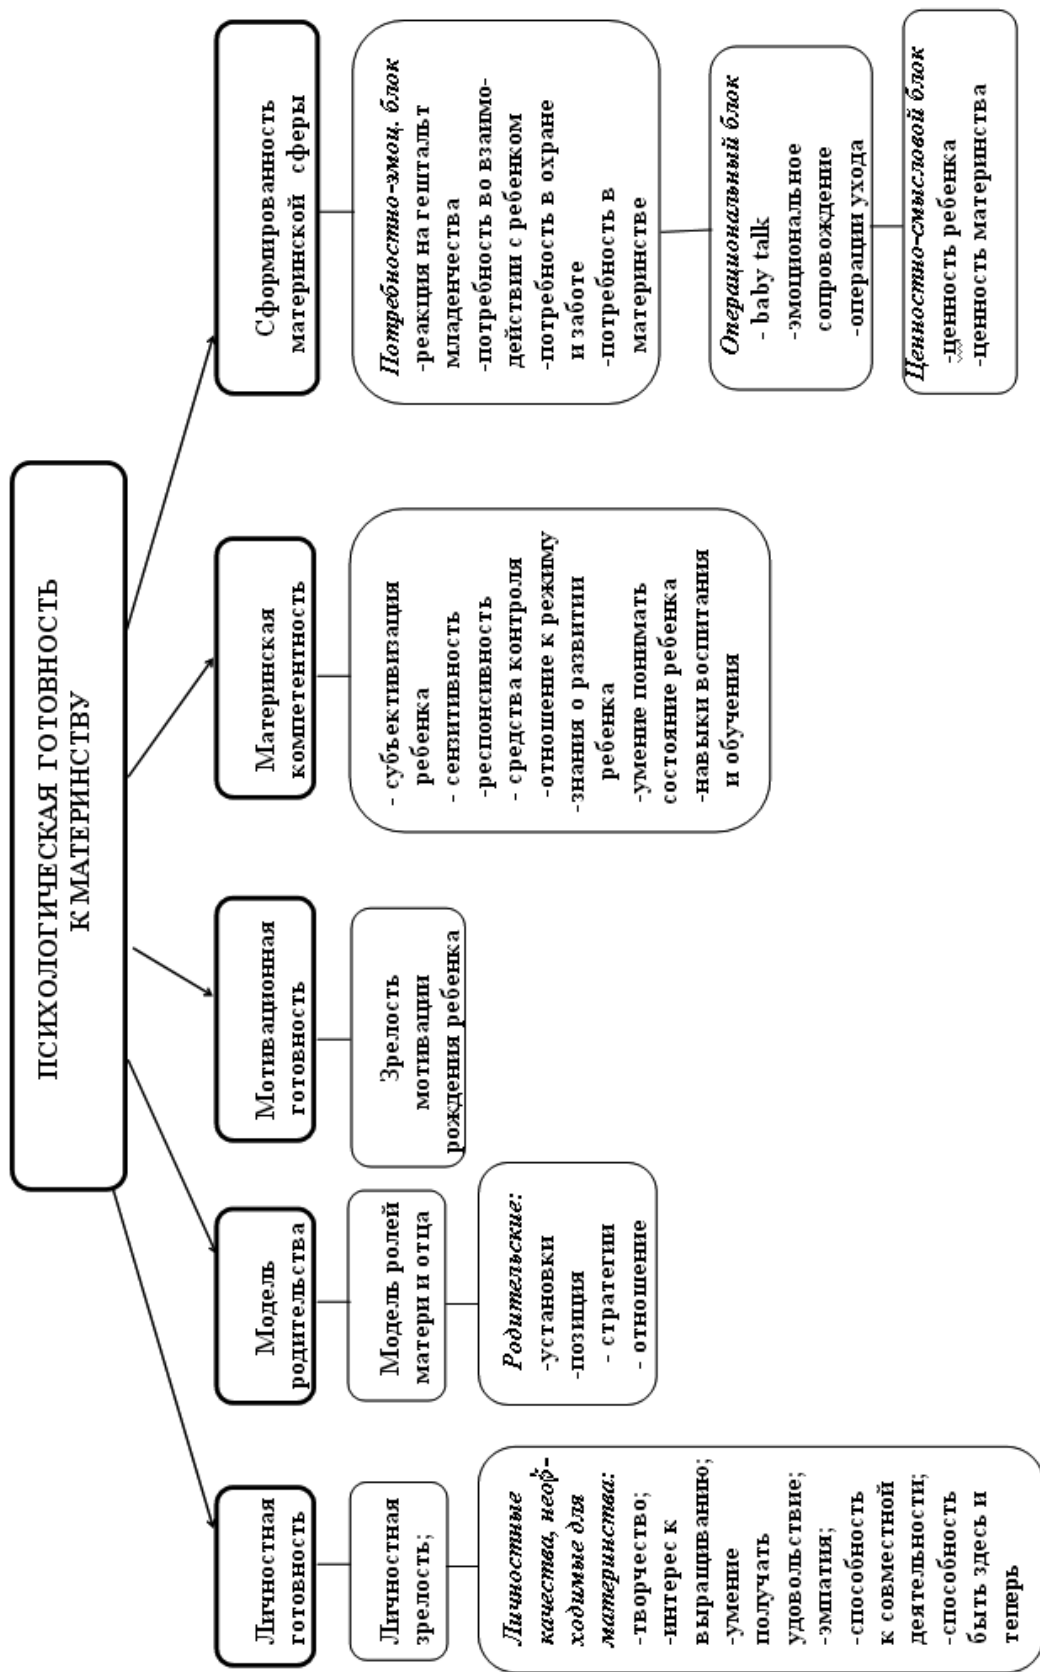 ПСИХОЛОГИЧЕСКАЯ ГОТОВНОСТЬ
К МАТЕРИНСТВУ
Личностная
готовность
Личностная
зрелость;
Личностные
качества, необ-
ходимые для
материнства:
-творчество;
-интерес к
выращиванию;
-умение
получать
удовольствие;
-эмпатия;
-способность
к совместной
деятельности;
-способность
быть здесь и
теперь
Модель
родительства
Модель ролей
матери и отца
Родительские:
-установки
-позиция
- стратегии
- отношение
Мотивационная
готовность
Зрелость
мотивации
рождения ребенка
Материнская
компетентность
- субъективизация
ребенка
- сензитивность
-респонсивность
- средства контроля
-отношение к режиму
-знания о развитии
ребенка
-умение понимать
состояние ребенка
-навыки воспитания
и обучения
Сформированность
материнской сферы
Потребностно-эмоц. блок
-реакция на гештальт
младенчества
-потребность во взаимо-
действии с ребенком
-потребность в охране
и заботе
-потребность в
материнстве
Операциональный блок
- baby talk
-эмоциональное
сопровождение
-операции ухода
Ценностно-смысловой блок
-ценность ребенка
-ценность материнства